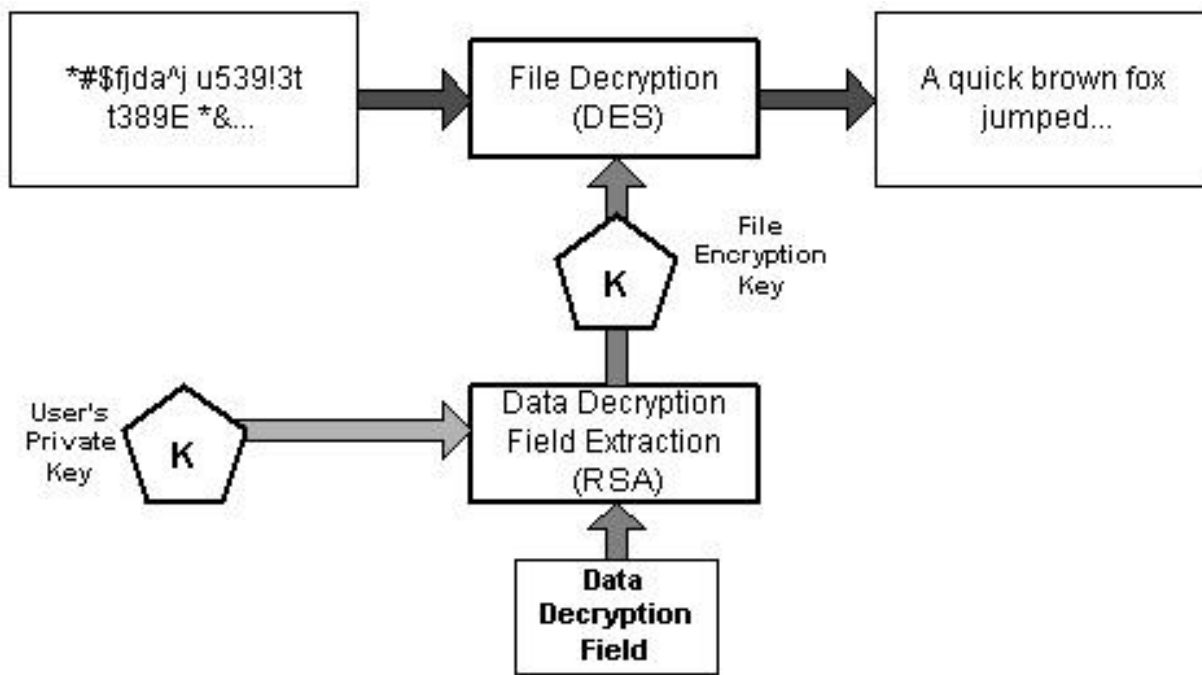 *#$fjda^j u539!3t
t389E *&...
File Decryption
(DES)
A quick brown fox
jumped...
File
Encryption
Key
K
User's
Private
Key
K
Data Decryption
Field Extraction
(RSA)
Data
Decryption
Field